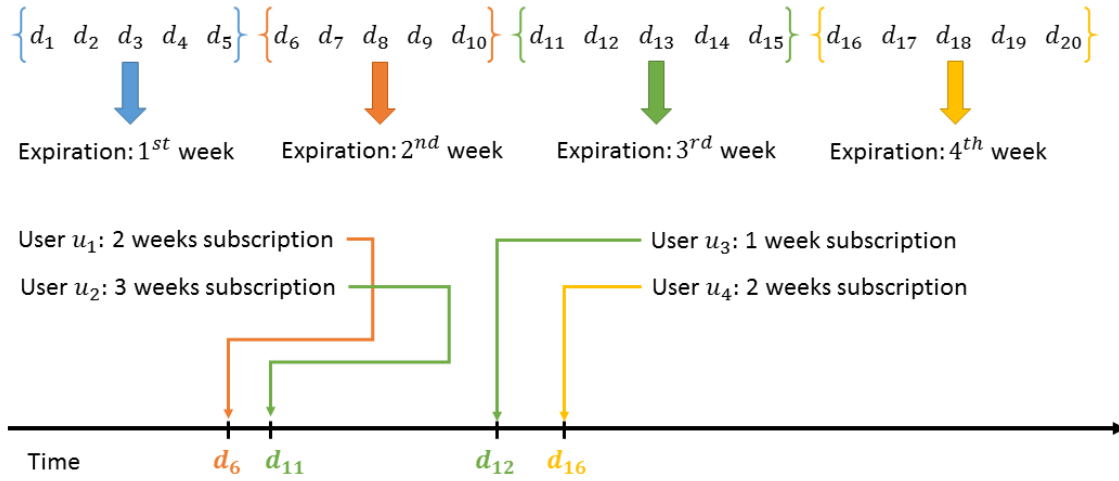 {d₁ d₂ d₃ d₄ d₅} {d₆ d₇ d₈ d₉ d₁₀} {d₁₁ d₁₂ d₁₃ d₁₄ d₁₅} {d₁₆ d₁₇ d₁₈ d₁₉ d₂₀}
Expiration: 1ˢᵗ week Expiration: 2ⁿᵈ week Expiration: 3ʳᵈ week Expiration: 4ᵗʰ week
User u₁: 2 weeks subscription User u₃: 1 week subscription
User u₂: 3 weeks subscription User u₄: 2 weeks subscription
Time d₆ d₁₁ d₁₂ d₁₆